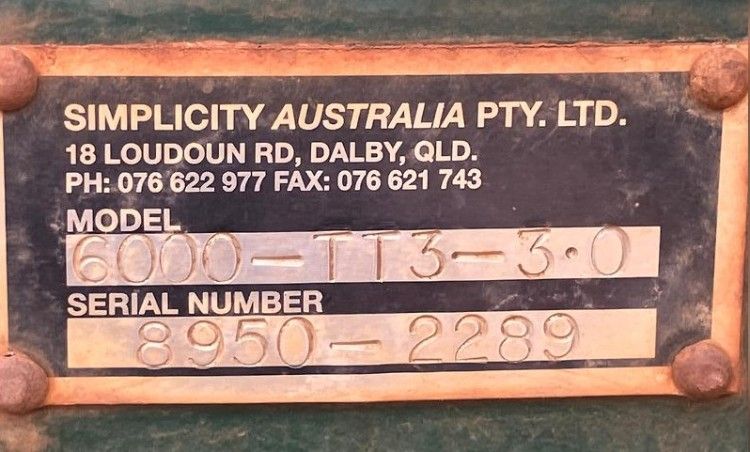 SIMPLICITY AUSTRALIA PTY. LTD.
18 LOUDOUN RD, DALBY, QLD.
PH: 076 622 977 FAX: 076 621 743
MODEL
6000-TT3-3·0
SERIAL NUMBER
8950-2289